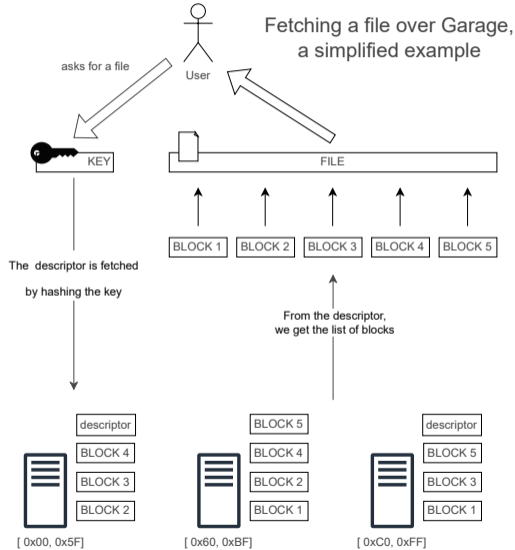 Fetching a file over Garage,
a simplified example
asks for a file
User
KEY
FILE
BLOCK 1
BLOCK 2
BLOCK 3
BLOCK 4
BLOCK 5
The descriptor is fetched
by hashing the key
From the descriptor,
we get the list of blocks
descriptor
BLOCK 4
BLOCK 3
BLOCK 2
[ 0x00, 0x5F]
BLOCK 5
BLOCK 4
BLOCK 2
BLOCK 1
[ 0x60, 0xBF]
descriptor
BLOCK 5
BLOCK 3
BLOCK 1
[ 0xC0, 0xFF]